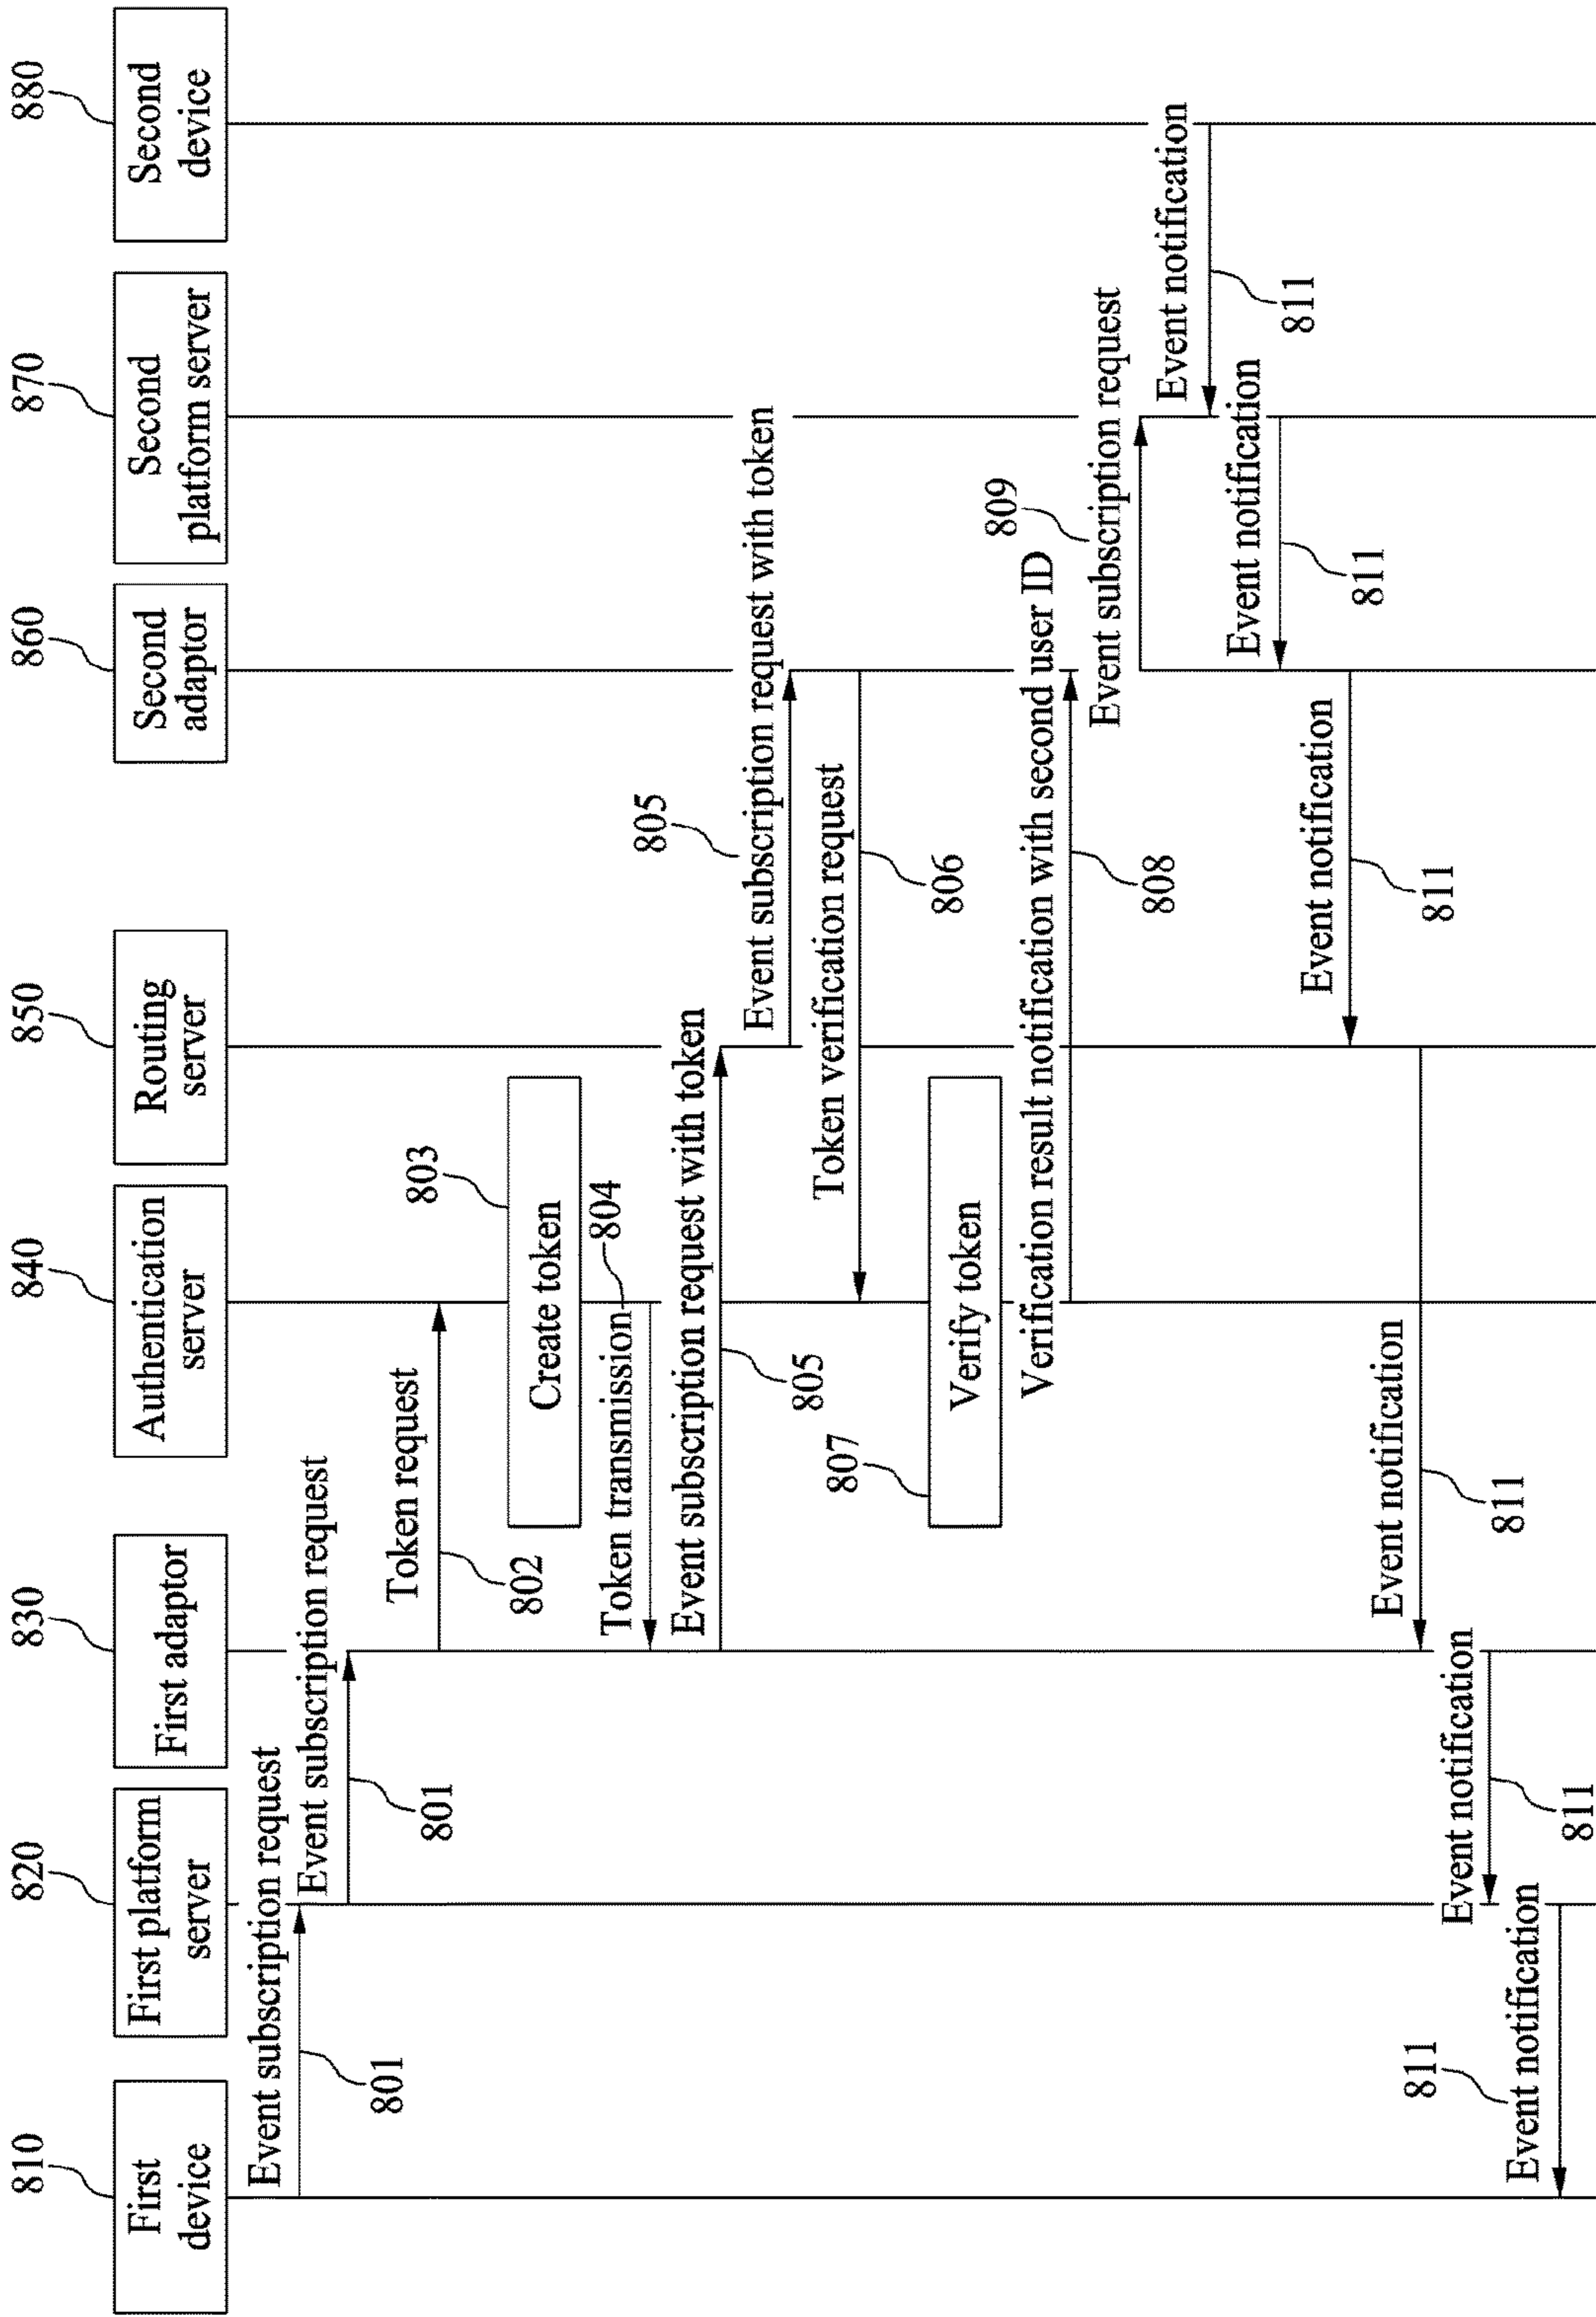 810
820
830
840
850
860
870
880
First
device
First platform
server
First adaptor
Authentication
server
Routing
server
Second
adaptor
Second
platform server
Second
device
Event subscription request
801
Event subscription request
801
Token request
802
803
Create token
804
Token transmission
Event subscription request with token
805
805
Event subscription request with token
Token verification request
806
807
Verify token
Verification result notification with second user ID
808
809
Event subscription request
Event notification
811
Event notification
811
Event notification
811
Event notification
811
Event notification
811
811
Event notification